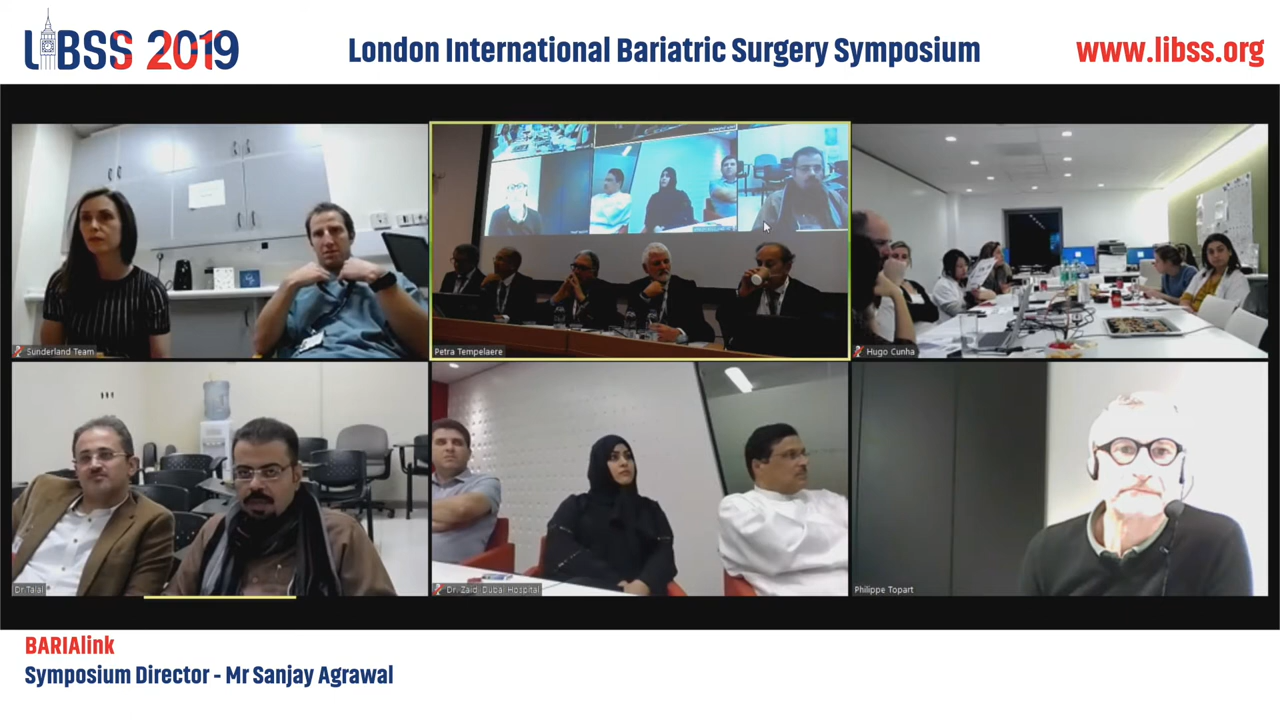 LIBSS 2019
London International Bariatric Surgery Symposium
www.libss.org
Sunderland Team
Petra Tempelaere
Hugo Cunha
Dr Talal
Dr. Zaid Dubai Hospital
Philippe Topart
BARIAlink
Symposium Director - Mr Sanjay Agrawal